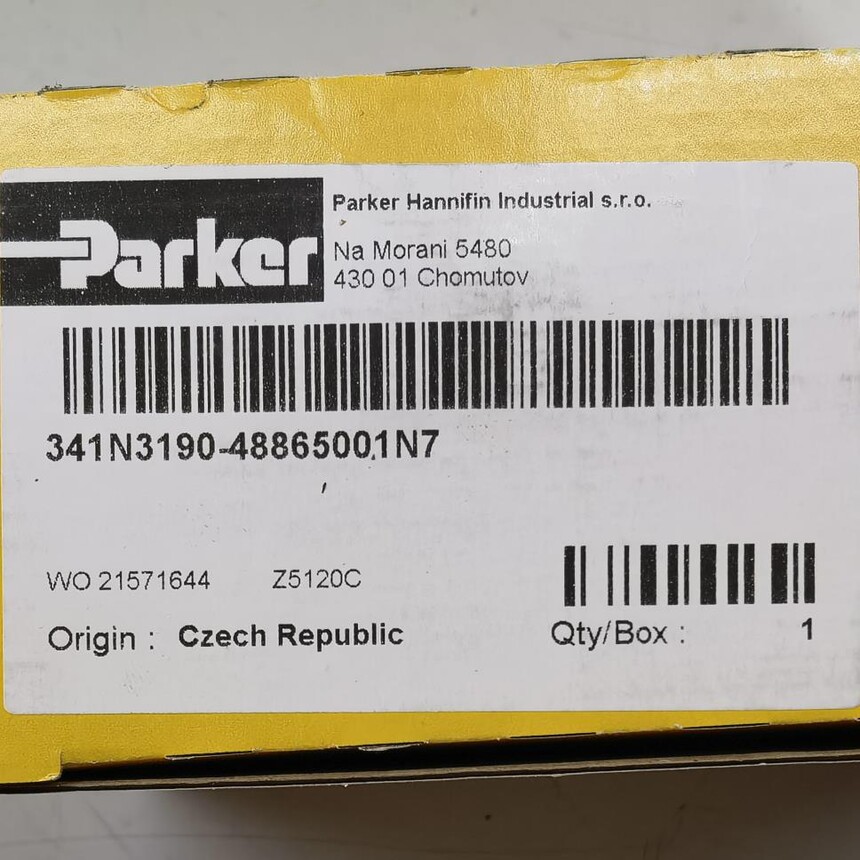 Parker
Parker Hannifin Industrial s.r.o.
Na Morani 5480
430 01 Chomutov
341N3190-48865001N7
WO 21571644 Z5120C
Origin : Czech Republic
Qty/Box : 1